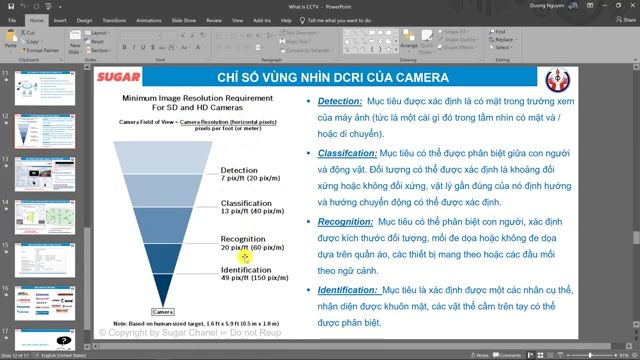 What is CCTV - PowerPoint
Duong Nguyen
File
Home
Insert
Design
Transitions
Animations
Slide Show
Review
View
Help
Foxit PDF
Tell me what you want to do
Paste
Cut
Copy
Format Painter
Clipboard
New Slide
Layout
Reset
Section
Slides
Font
Paragraph
Convert to SmartArt
Drawing
Arrange
Quick Styles
Shape Fill
Shape Outline
Shape Effects
Find
Replace
Select
Editing
11
12
13
14
15
16
17
SUGAR
CHỈ SỐ VÙNG NHÌN DCRI CỦA CAMERA
Minimum Image Resolution Requirement
For SD and HD Cameras
Camera Field of View = Camera Resolution (horizontal pixels)
pixels per foot (or meter)
Detection
7 pix/ft (20 pix/m)
Classification
13 pix/ft (40 pix/m)
Recognition
20 pix/ft (60 pix/m)
Identification
49 pix/ft (150 pix/m)
Camera
Note: Based on human-sized target, 1.6 ft x 5.9 ft (0.5 m x 1.8 m)
© Copyright by Sugar Chanel or Do not Reup
• Detection: Mục tiêu được xác định là có mặt trong trường xem
của máy ảnh (tức là một cái gì đó trong tầm nhìn có mặt và /
hoặc di chuyển).
• Classifcation: Mục tiêu có thể được phân biệt giữa con người
và động vật. Đối tượng có thể được xác định là khoảng đối
xứng hoặc không đối xứng, vật lý gần đúng của nó định hướng
và hướng chuyển động có thể được xác định.
• Recognition: Mục tiêu có thể phân biệt con người, xác định
được kích thước đối tượng, mối đe dọa hoặc không đe dọa
dựa trên quần áo, các thiết bị mang theo hoặc các đầu mối
theo ngữ cảnh.
• Identification: Mục tiêu là xác định được một các nhân cụ thể,
nhận diện được khuôn mặt, các vật thể cầm trên tay có thể
được phân biệt.
Slide 12 of 17
English (United States)
Notes